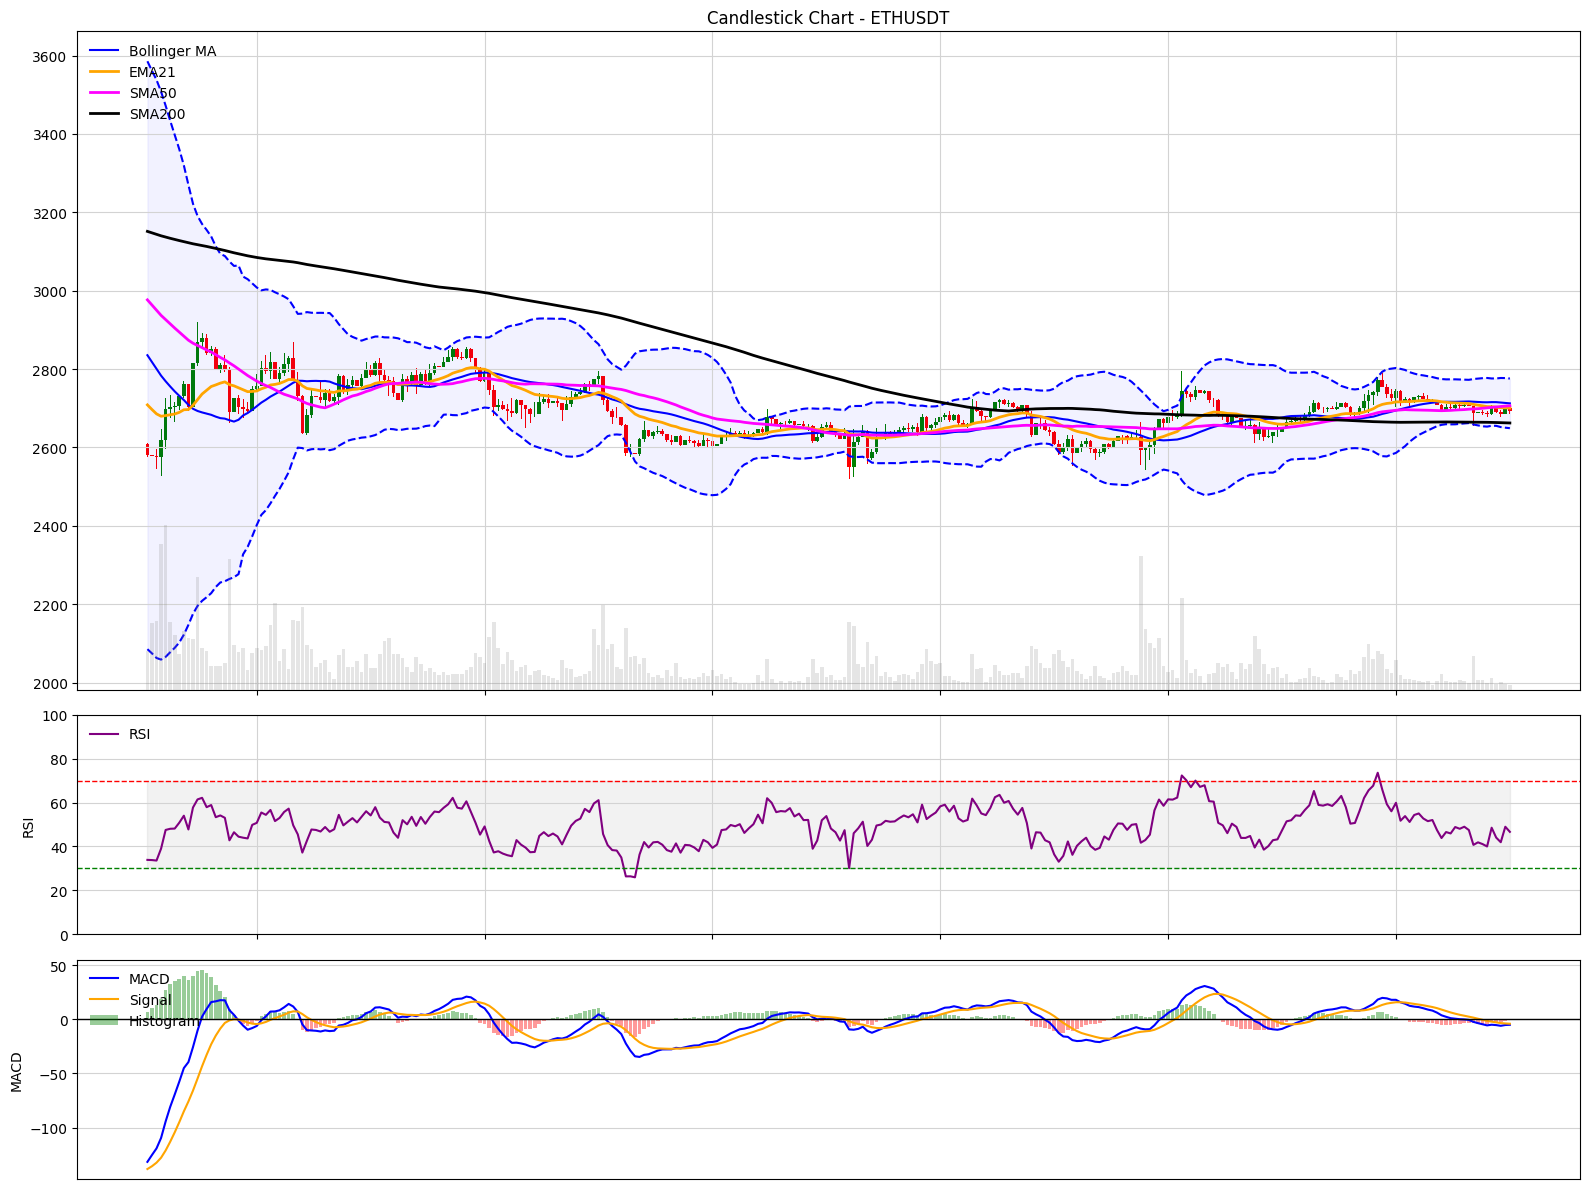 Candlestick Chart - ETHUSDT
Bollinger MA
EMA21
SMA50
SMA200
3600
3400
3200
3000
2800
2600
2400
2200
2000
RSI
100
80
60
40
20
0
RSI
MACD
Signal
Histogram
50
0
−50
−100
MACD